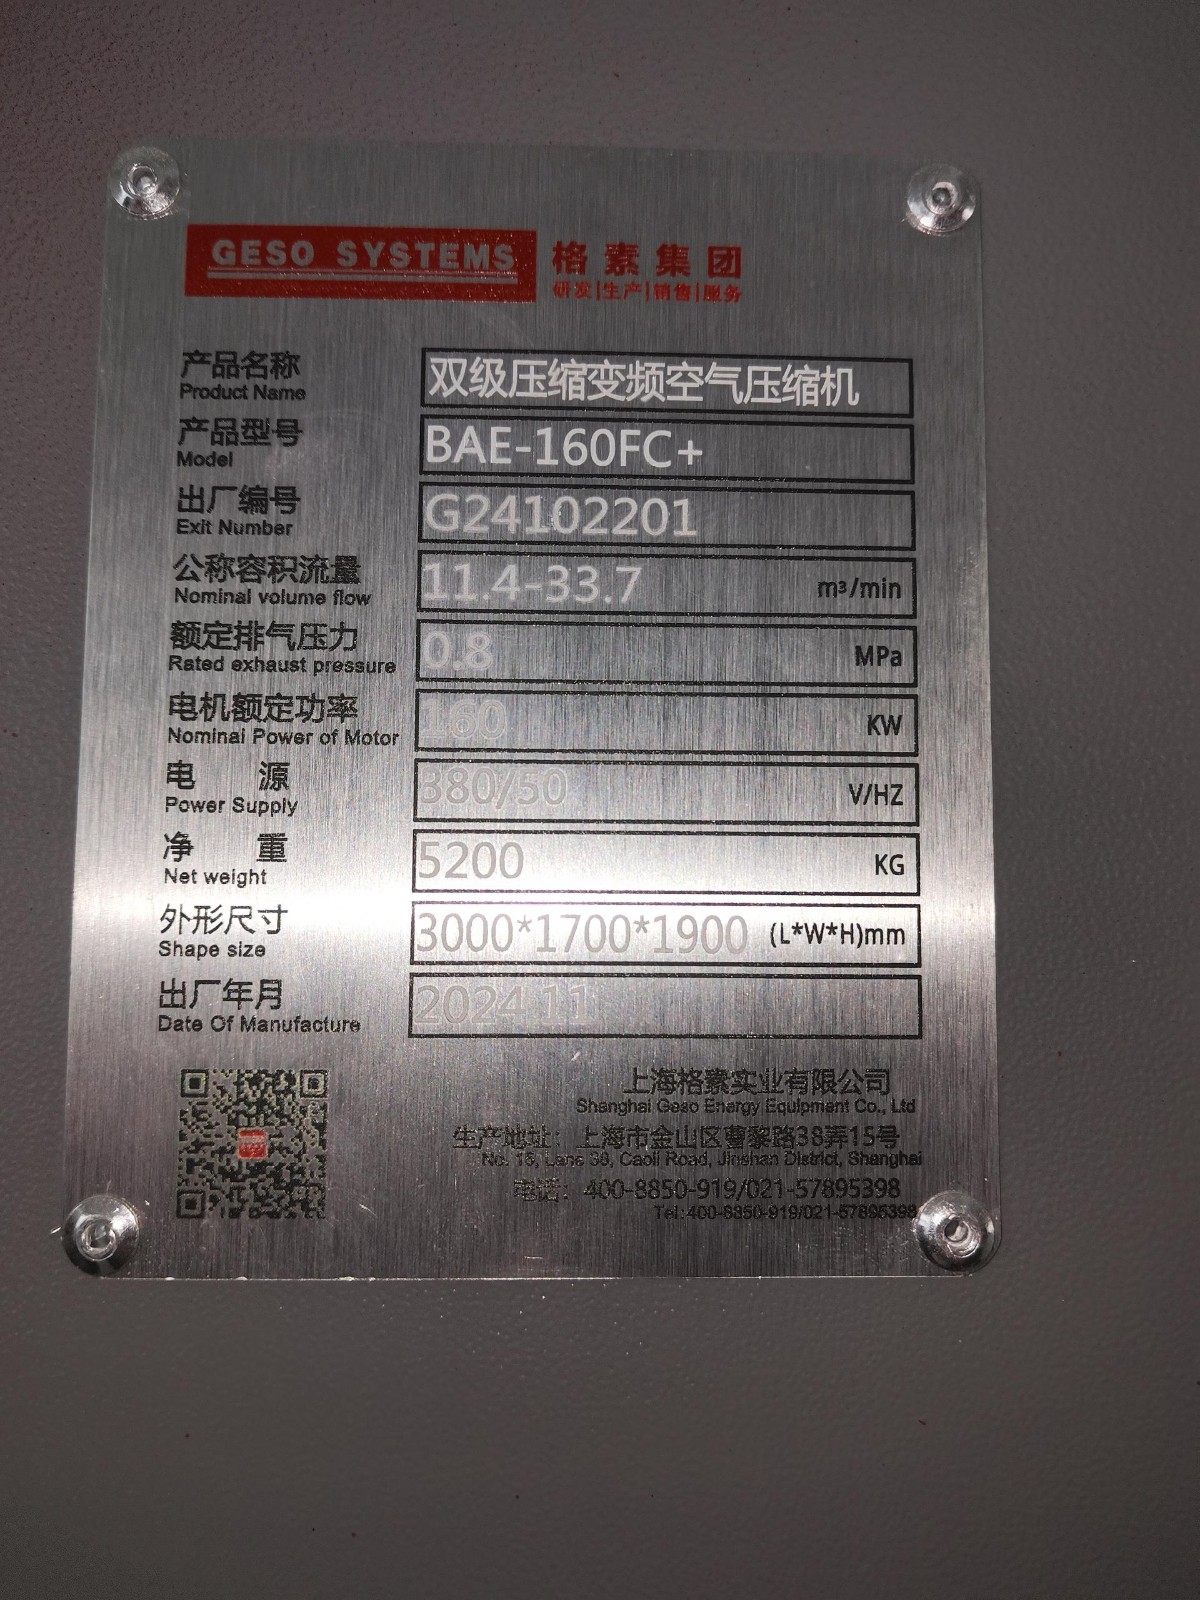 GESO SYSTEMS 格素集团
研发|生产|销售|服务
产品名称 双级压缩变频空气压缩机
Product Name
产品型号 BAE-160FC+
Model
出厂编号 G24102201
Exit Number
公称容积流量 11.4-33.7 m³/min
Nominal volume flow
额定排气压力 0.8 MPa
Rated exhaust pressure
电机额定功率 160 KW
Nominal Power of Motor
电 源 380/50 V/HZ
Power Supply
净 重 5200 KG
Net weight
外形尺寸 3000*1700*1900 (L*W*H)mm
Shape size
出厂年月 2024.11
Date Of Manufacture
上海格素实业有限公司
Shanghai Geso Energy Equipment Co., Ltd
生产地址：上海市金山区曹黎路38弄15号
No. 15, Lane 38, Caoli Road, Jinshan District, Shanghai
电话：400-8850-919/021-57895398
Tel:400-8850-919/021-57895398